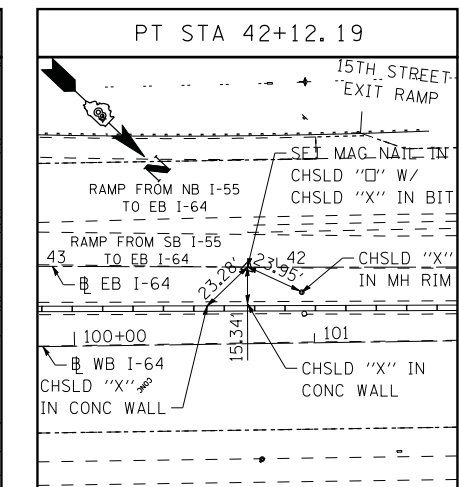 PT STA 42+12.19
15TH STREET
EXIT RAMP
N
SET MAG NAIL IN
CHSLD "□" W/
CHSLD "X" IN BIT
RAMP FROM NB I-55
TO EB I-64
RAMP FROM SB I-55
TO EB I-64
43
42
CHSLD "X"
IN MH RIM
23.28'
23.95'
15.34'
℄ EB I-64
100+00
101
℄ WB I-64
CHSLD "X"
IN CONC WALL
CONC
CHSLD "X" IN
CONC WALL